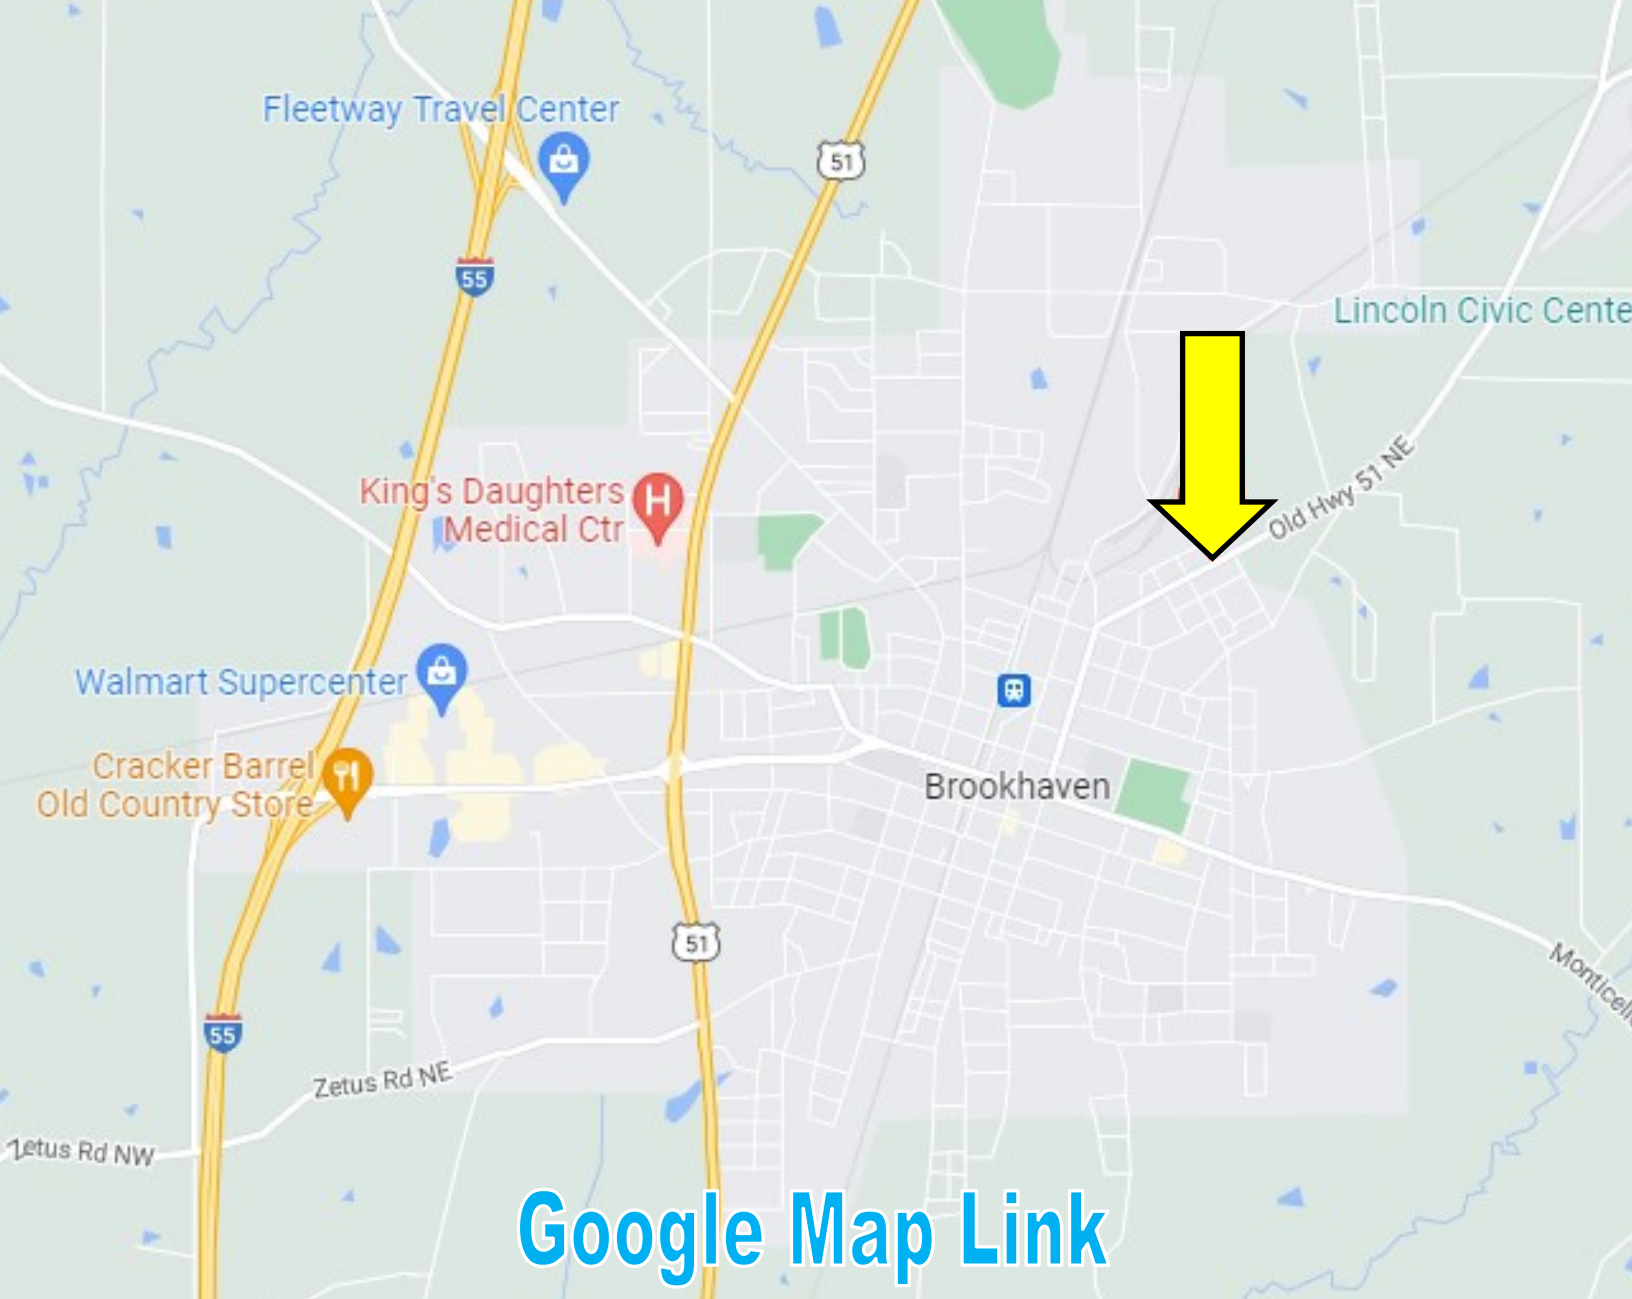 Fleetway Travel Center
51
55
Lincoln Civic Cente
Old Hwy 51 NE
King's Daughters
Medical Ctr
Walmart Supercenter
Cracker Barrel
Old Country Store
Brookhaven
51
Monticello
55
Zetus Rd NE
Zetus Rd NW
Google Map Link